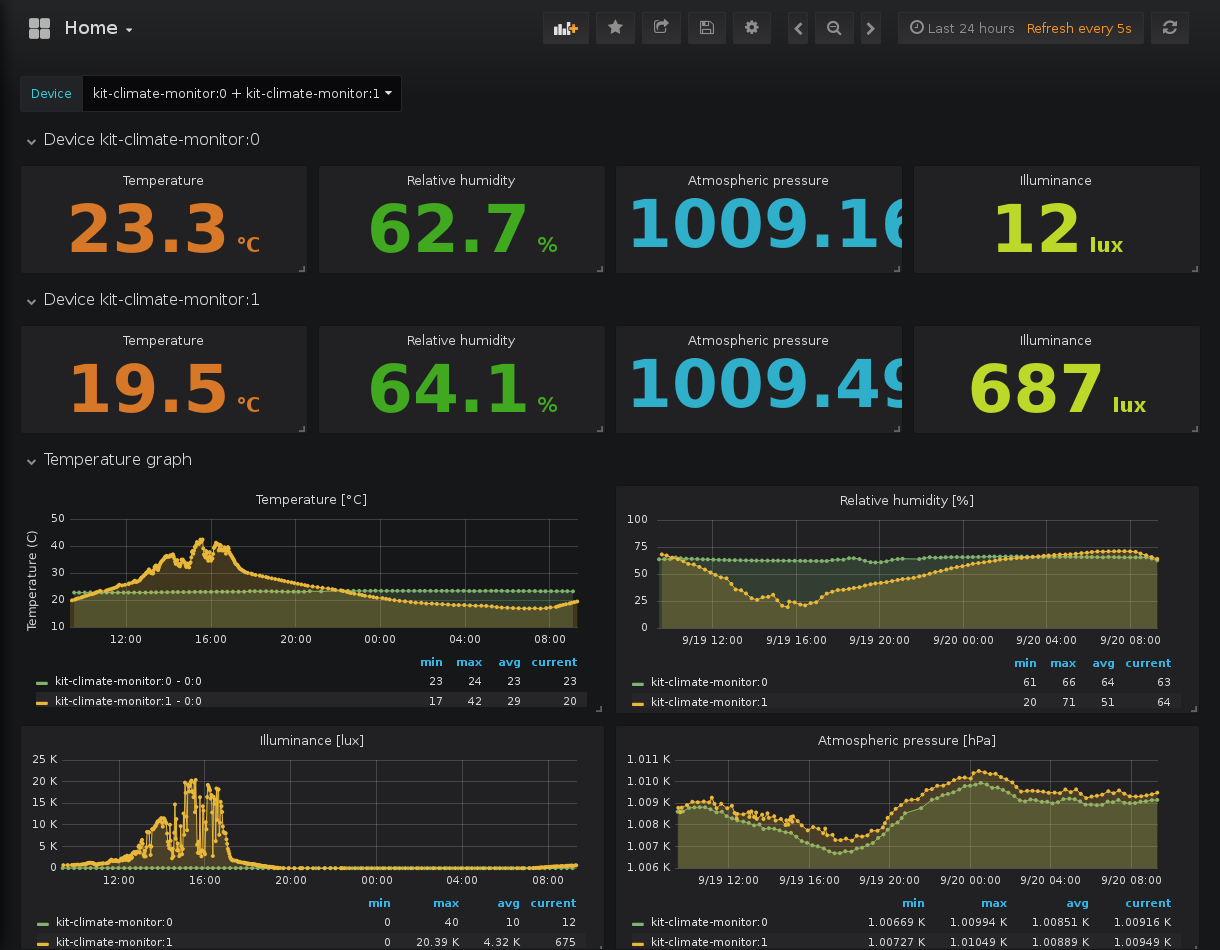 Home
Last 24 hours Refresh every 5s
Device kit-climate-monitor:0 + kit-climate-monitor:1
Device kit-climate-monitor:0
Temperature Relative humidity Atmospheric pressure Illuminance
23.3 °C 62.7 % 1009.16 12 lux
Device kit-climate-monitor:1
Temperature Relative humidity Atmospheric pressure Illuminance
19.5 °C 64.1 % 1009.49 687 lux
Temperature graph
Temperature [°C]
Temperature (C)
50
40
30
20
10
12:00 16:00 20:00 00:00 04:00 08:00
min max avg current
kit-climate-monitor:0 - 0:0 23 24 23 23
kit-climate-monitor:1 - 0:0 17 42 29 20
Relative humidity [%]
100
75
50
25
0
9/19 12:00 9/19 16:00 9/19 20:00 9/20 00:00 9/20 04:00 9/20 08:00
min max avg current
kit-climate-monitor:0 61 66 64 63
kit-climate-monitor:1 20 71 51 64
Illuminance [lux]
25 K
20 K
15 K
10 K
5 K
0
12:00 16:00 20:00 00:00 04:00 08:00
min max avg current
kit-climate-monitor:0 0 40 10 12
kit-climate-monitor:1 0 20.39 K 4.32 K 675
Atmospheric pressure [hPa]
1.011 K
1.010 K
1.009 K
1.008 K
1.007 K
1.006 K
9/19 12:00 9/19 16:00 9/19 20:00 9/20 00:00 9/20 04:00 9/20 08:00
min max avg current
kit-climate-monitor:0 1.00669 K 1.00994 K 1.00851 K 1.00916 K
kit-climate-monitor:1 1.00727 K 1.01049 K 1.00889 K 1.00949 K